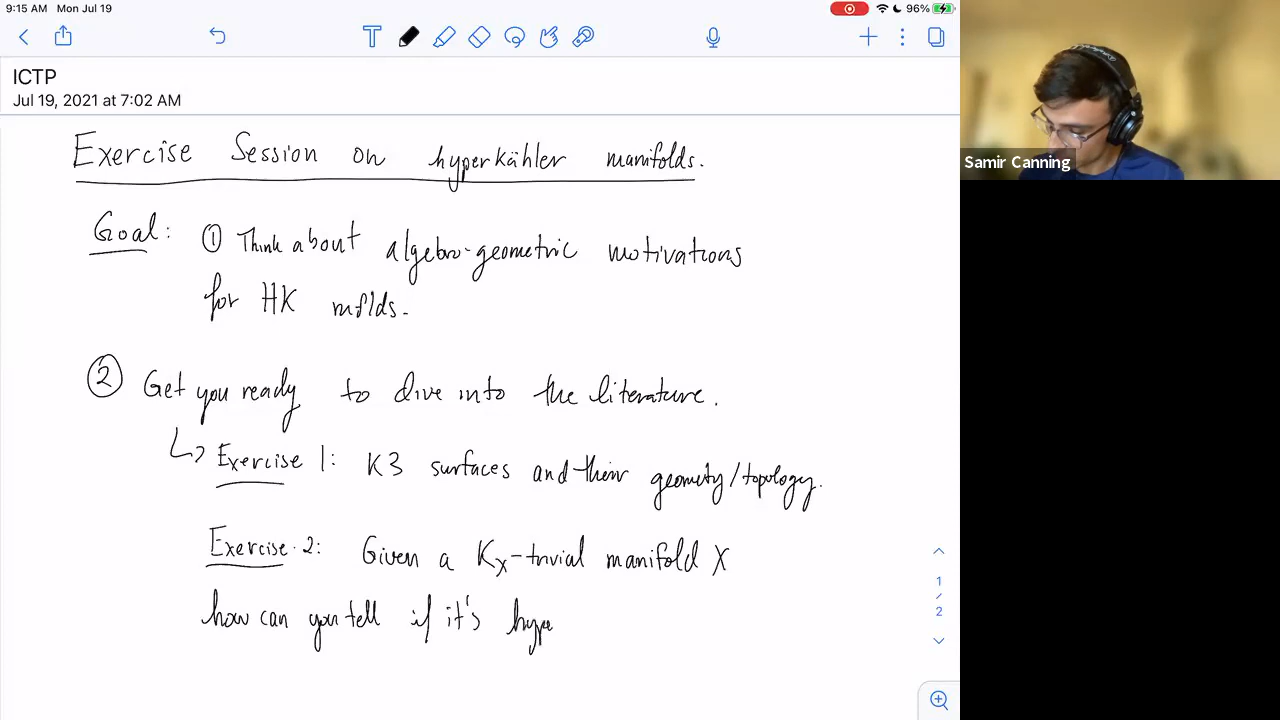 9:15 AM Mon Jul 19
96%
ICTP
Jul 19, 2021 at 7:02 AM
Exercise Session on hyperkähler manifolds.
Goal: ① Think about algebro-geometric motivations
for HK mflds.
② Get you ready to dive into the literature.
↳ Exercise 1: K3 surfaces and their geometry/topology.
Exercise 2: Given a Kₓ-trivial manifold X
how can you tell if it's hype
1
/
2
Samir Canning